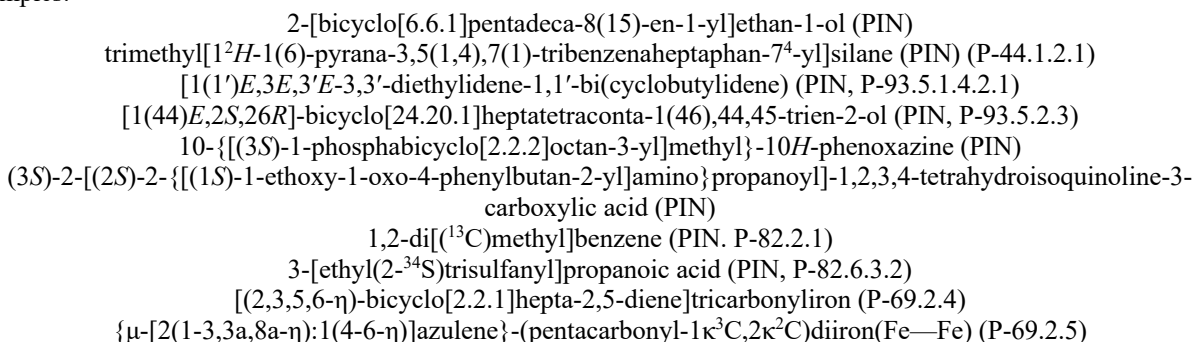 mples:
2-[bicyclo[6.6.1]pentadeca-8(15)-en-1-yl]ethan-1-ol (PIN)
trimethyl[1²H-1(6)-pyrana-3,5(1,4),7(1)-tribenzenaheptaphan-7⁴-yl]silane (PIN) (P-44.1.2.1)
[1(1′)E,3E,3′E-3,3′-diethylidene-1,1′-bi(cyclobutylidene) (PIN, P-93.5.1.4.2.1)
[1(44)E,2S,26R]-bicyclo[24.20.1]heptatetraconta-1(46),44,45-trien-2-ol (PIN, P-93.5.2.3)
10-{[(3S)-1-phosphabicyclo[2.2.2]octan-3-yl]methyl}-10H-phenoxazine (PIN)
(3S)-2-[(2S)-2-{[(1S)-1-ethoxy-1-oxo-4-phenylbutan-2-yl]amino}propanoyl]-1,2,3,4-tetrahydroisoquinoline-3-
carboxylic acid (PIN)
1,2-di[(¹³C)methyl]benzene (PIN. P-82.2.1)
3-[ethyl(2-³⁴S)trisulfanyl]propanoic acid (PIN, P-82.6.3.2)
[(2,3,5,6-η)-bicyclo[2.2.1]hepta-2,5-diene]tricarbonyliron (P-69.2.4)
{μ-[2(1-3,3a,8a-η):1(4-6-η)]azulene}-(pentacarbonyl-1κ³C,2κ²C)diiron(Fe—Fe) (P-69.2.5)